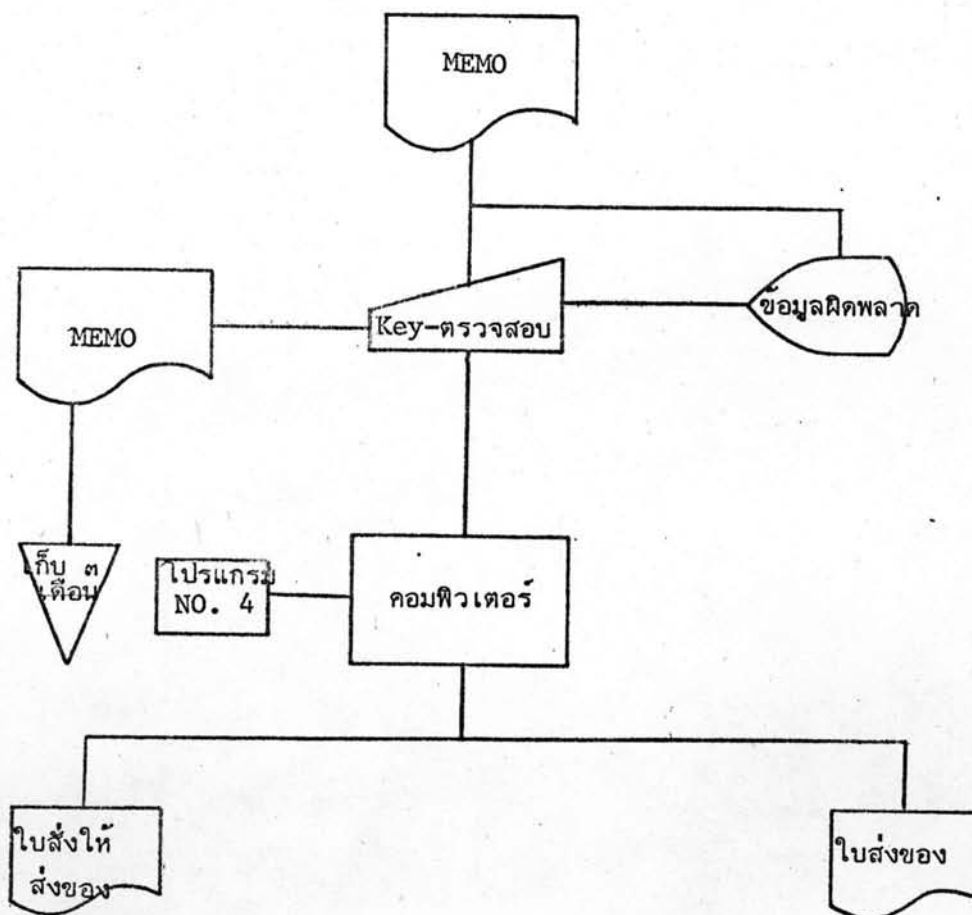 MEMO
ข้อมูลผิดพลาด
Key-ตรวจสอบ
MEMO
เก็บ ๓
เดือน
โปรแกรม
NO. 4
คอมพิวเตอร์
ใบสั่งให้
ส่งของ
ใบส่งของ